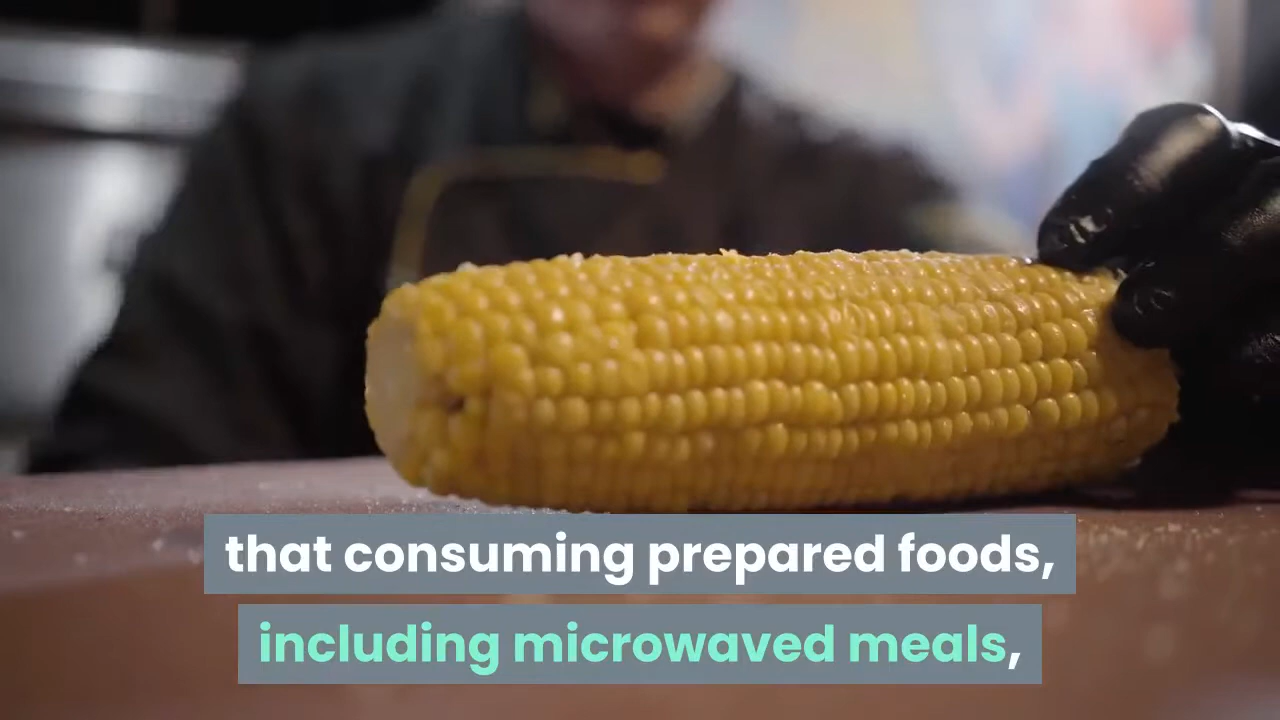 that consuming prepared foods,
including microwaved meals,